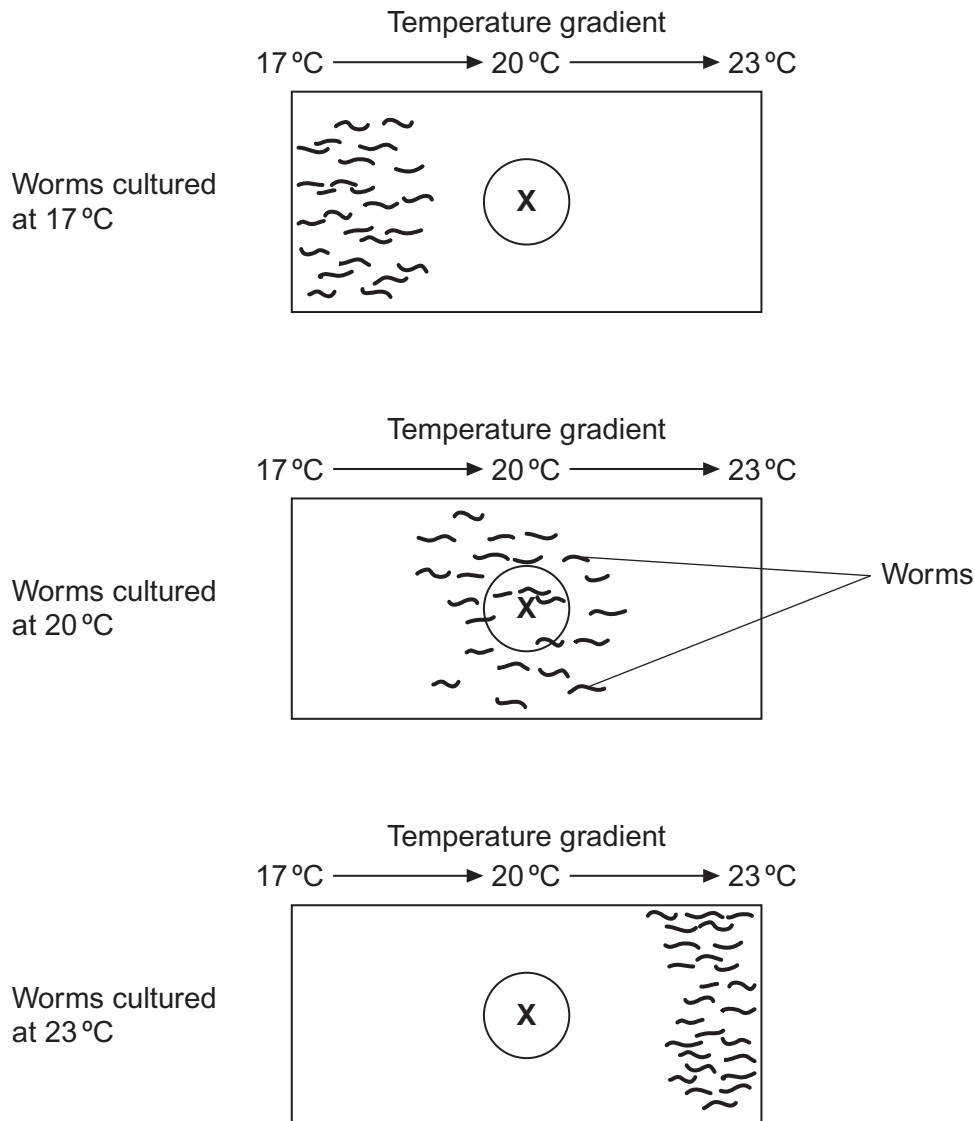 Temperature gradient
17 ºC 20 ºC 23 ºC
Worms cultured
at 17 ºC
X
Temperature gradient
17 ºC 20 ºC 23 ºC
Worms cultured
at 20 ºC
X
Worms
Temperature gradient
17 ºC 20 ºC 23 ºC
Worms cultured
at 23 ºC
X